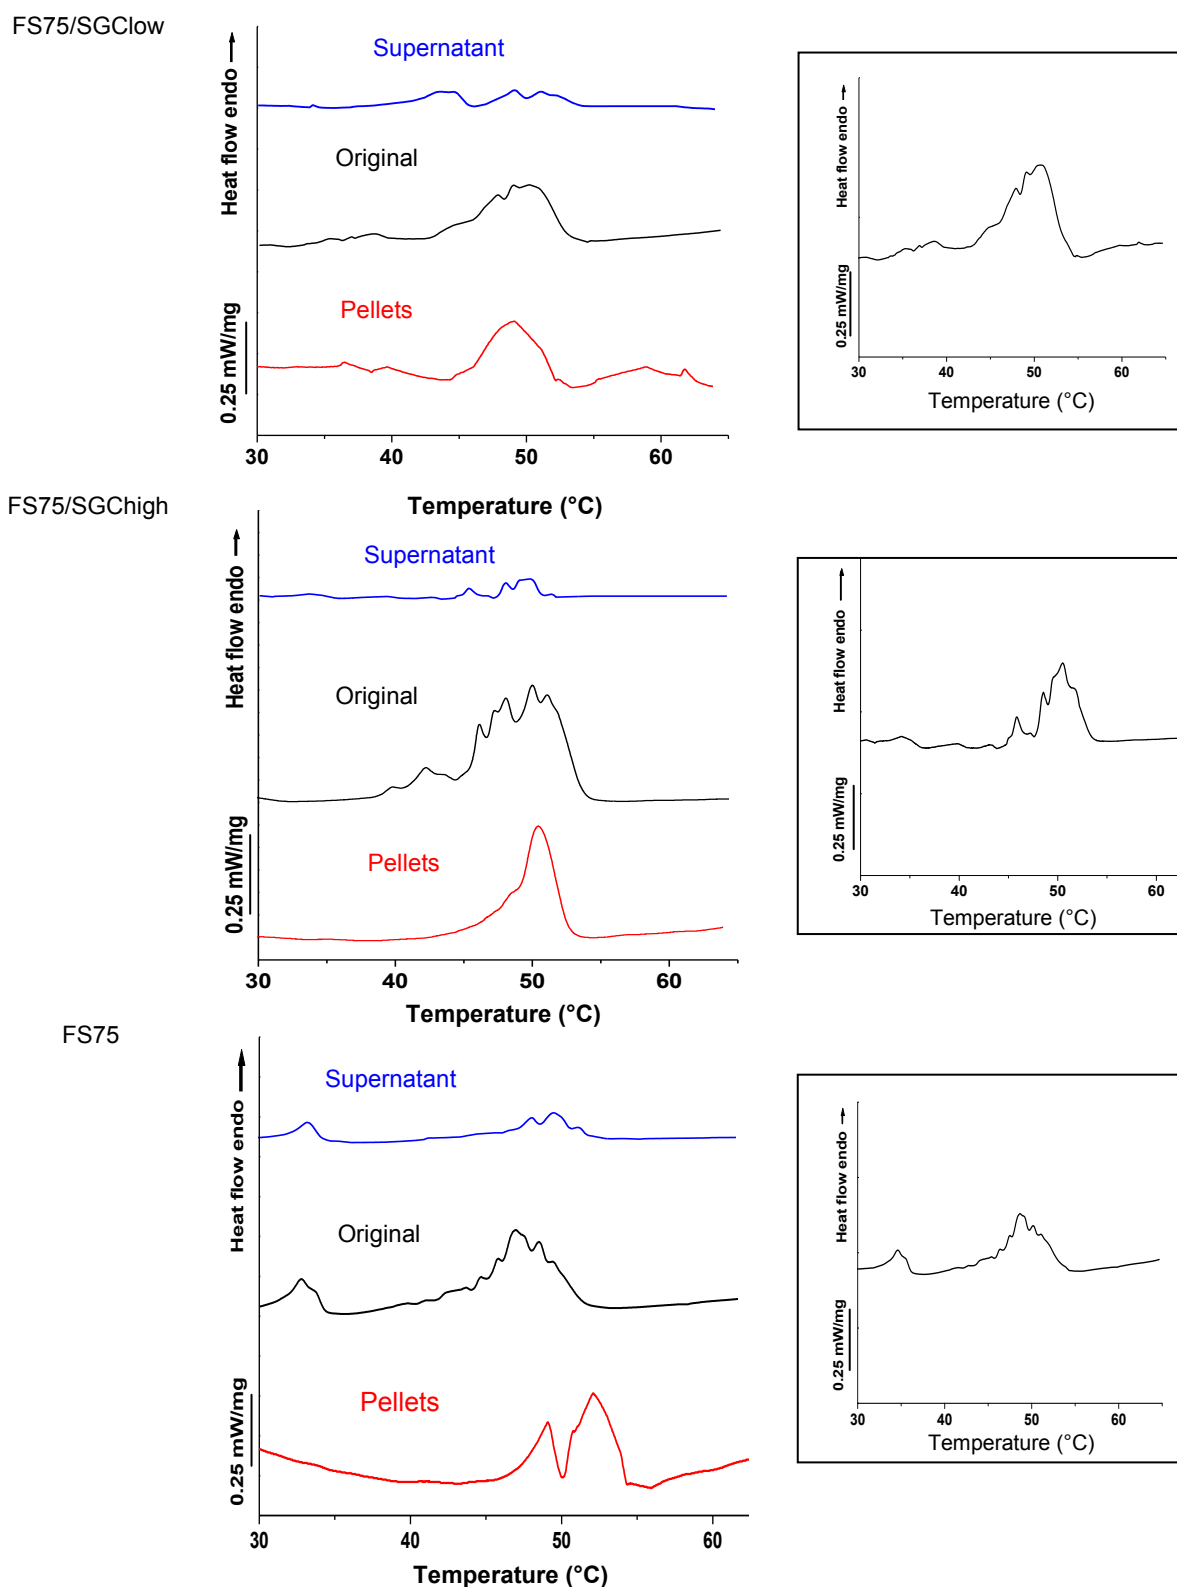 FS75/SGClow
Heat flow endo
0.25 mW/mg
Supernatant
Original
Pellets
30 40 50 60
Temperature (°C)
Heat flow endo
0.25 mW/mg
30 40 50 60
Temperature (°C)
FS75/SGChigh
Heat flow endo
0.25 mW/mg
Supernatant
Original
Pellets
30 40 50 60
Temperature (°C)
Heat flow endo
0.25 mW/mg
30 40 50 60
Temperature (°C)
FS75
Heat flow endo
0.25 mW/mg
Supernatant
Original
Pellets
30 40 50 60
Temperature (°C)
Heat flow endo
0.25 mW/mg
30 40 50 60
Temperature (°C)